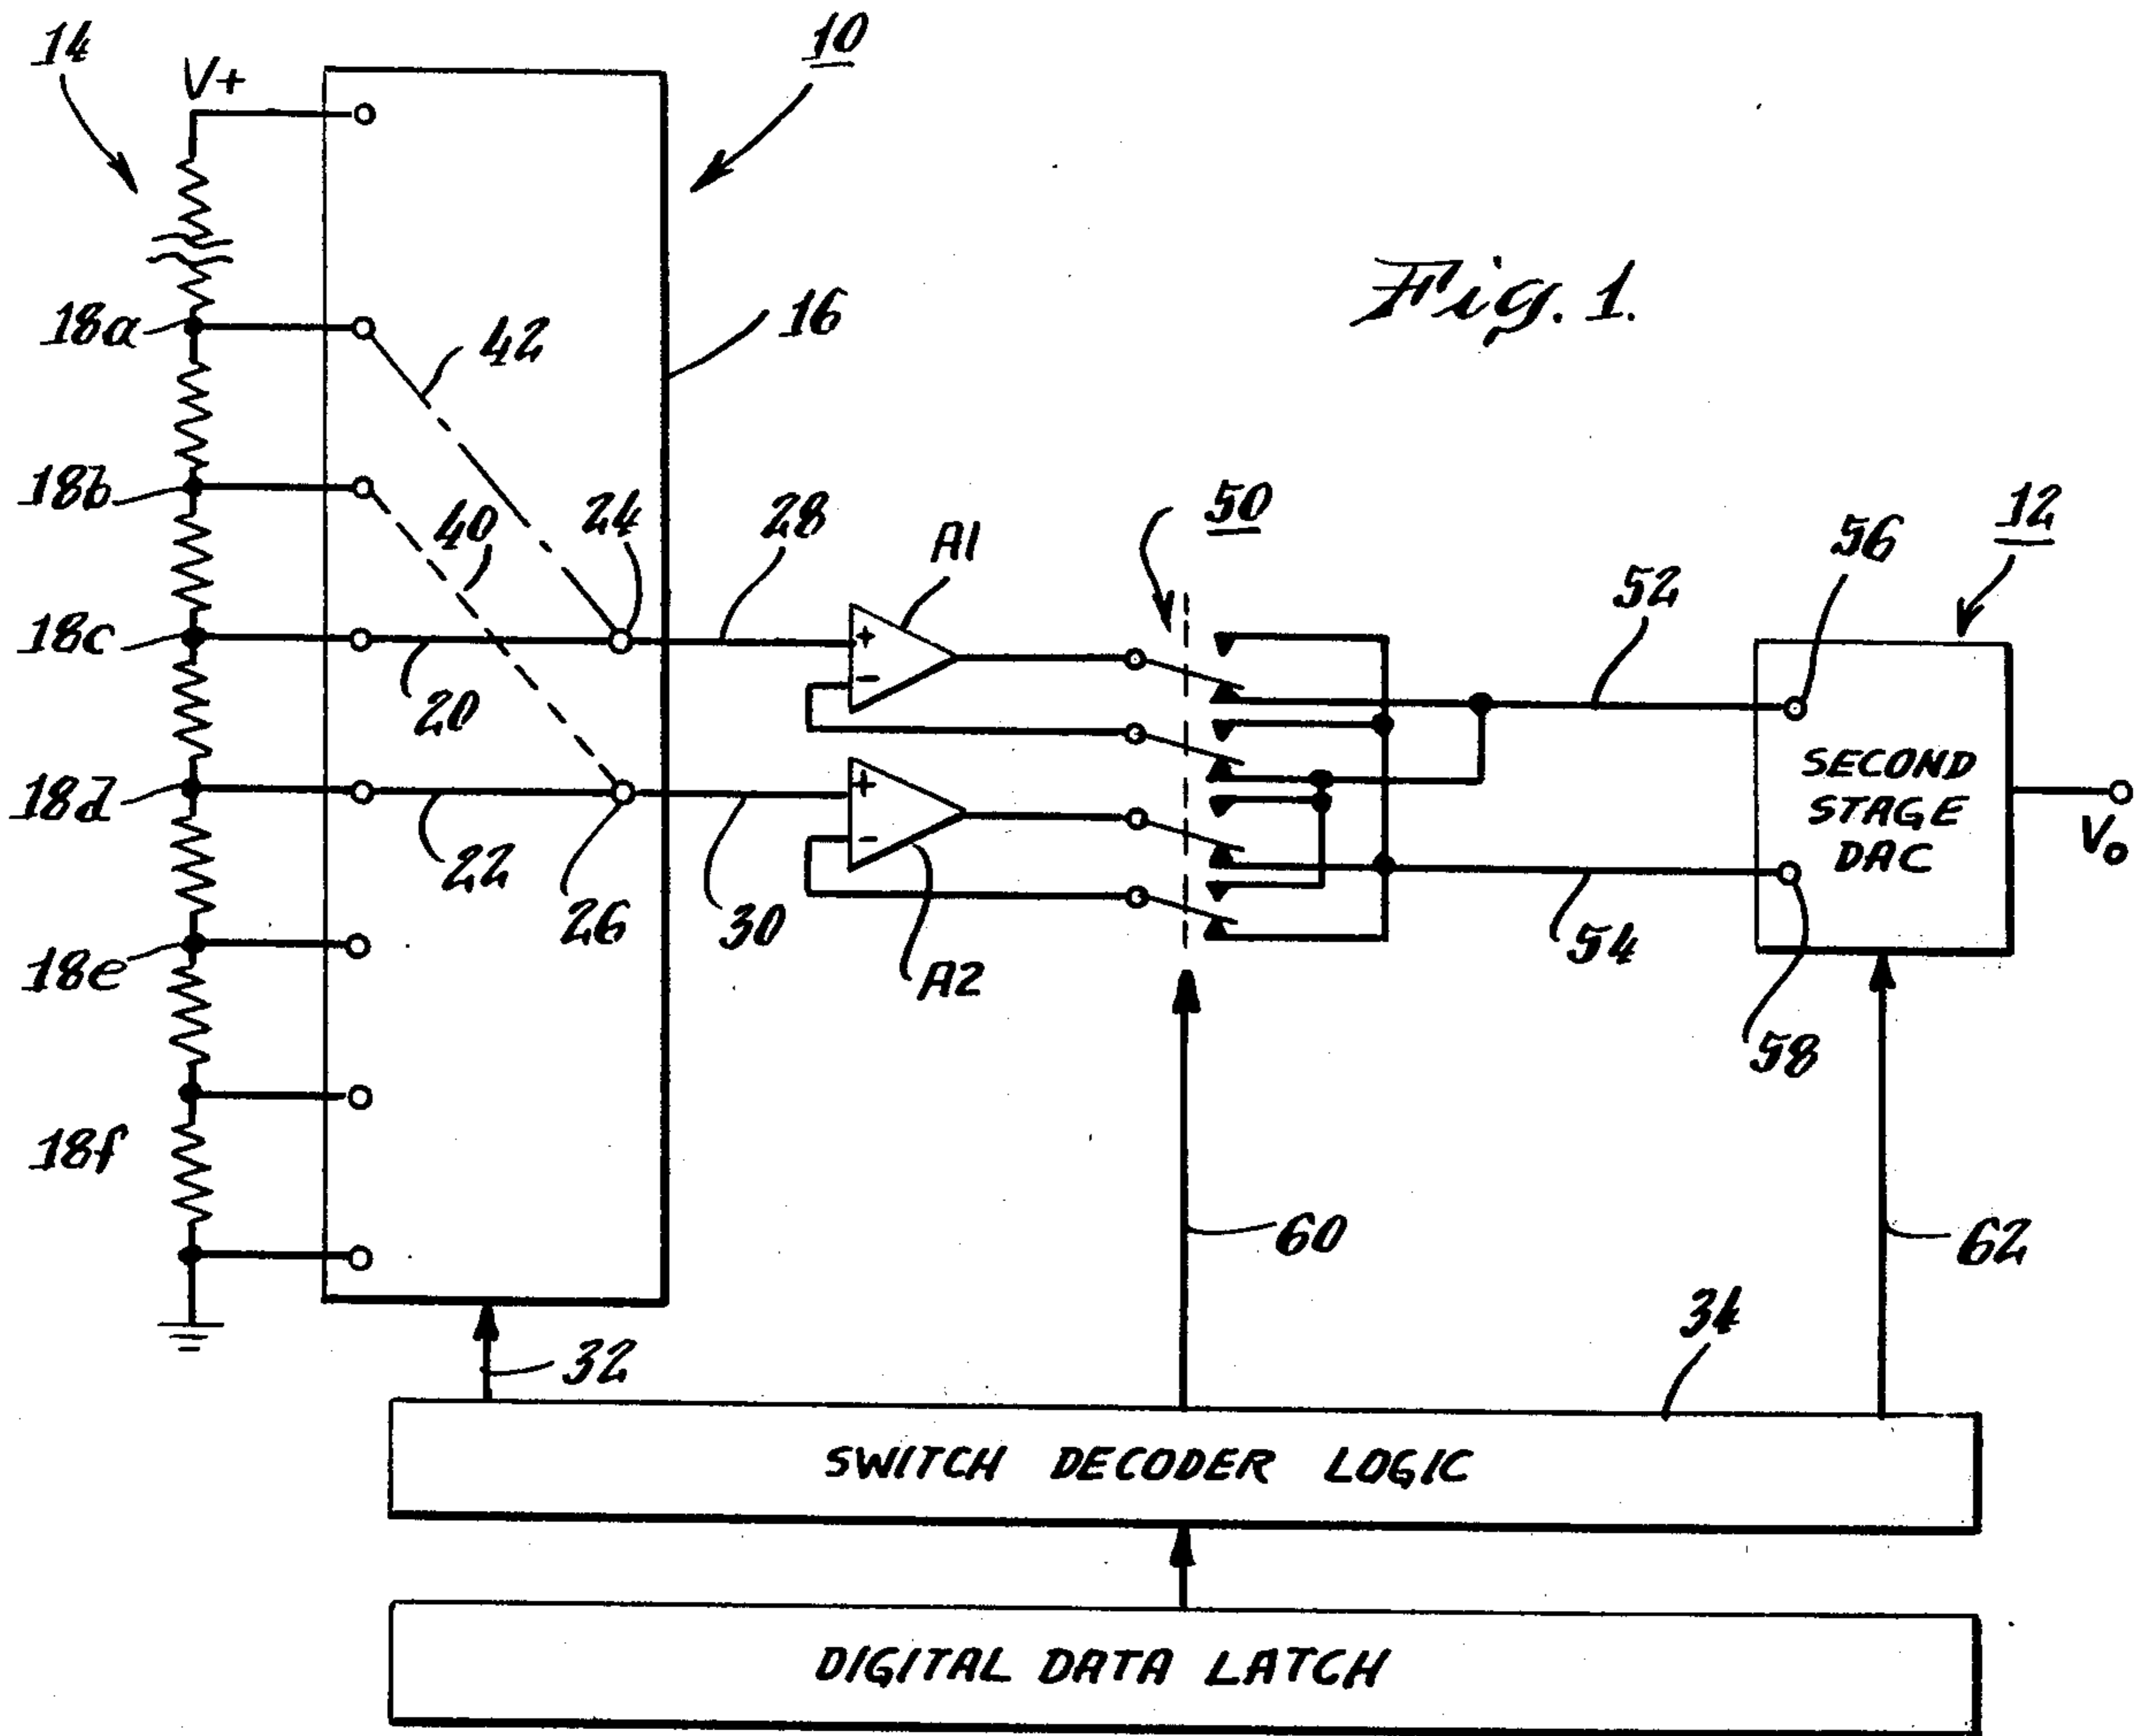 14
V+
10
Fig. 1.
18a
42
16
18b
40
24
28
A1
50
52
56
12
18c
20
+
-
SECOND
STAGE
DAC
Vo
18d
22
26
30
+
-
A2
54
58
18e
18f
60
62
32
34
SWITCH DECODER LOGIC
DIGITAL DATA LATCH